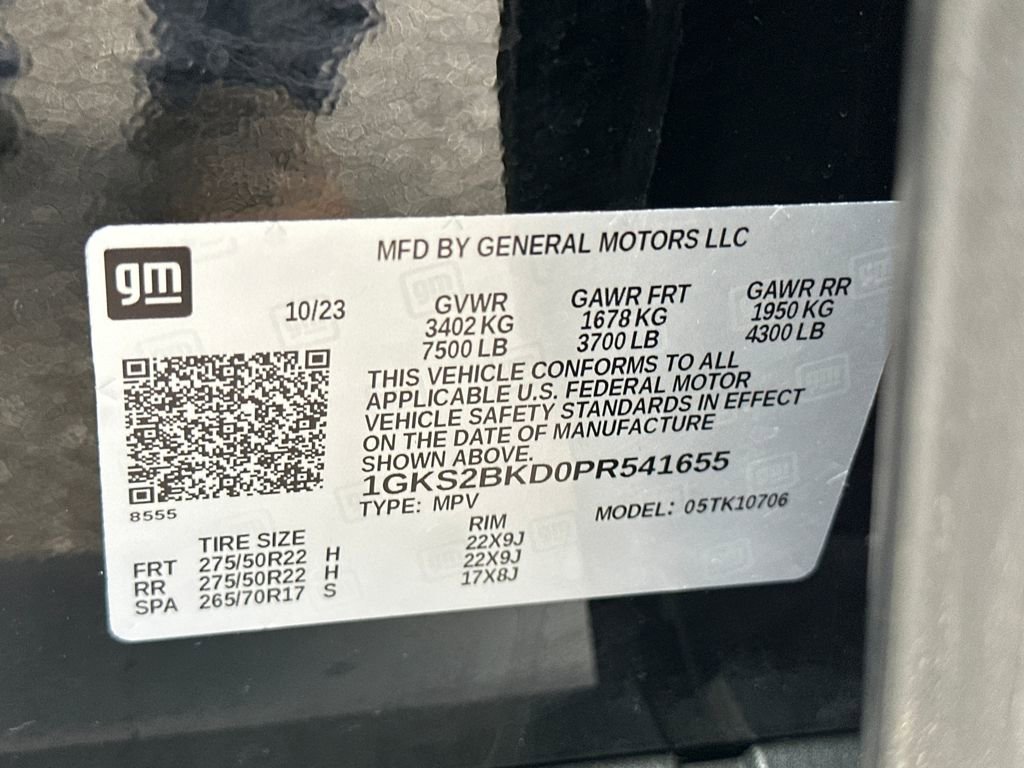 MFD BY GENERAL MOTORS LLC
gm
10/23
GVWR
3402 KG
7500 LB
GAWR FRT
1678 KG
3700 LB
GAWR RR
1950 KG
4300 LB
THIS VEHICLE CONFORMS TO ALL
APPLICABLE U.S. FEDERAL MOTOR
VEHICLE SAFETY STANDARDS IN EFFECT
ON THE DATE OF MANUFACTURE
SHOWN ABOVE.
1GKS2BKD0PR541655
TYPE: MPV
MODEL: 05TK10706
8555
TIRE SIZE RIM
FRT 275/50R22 H 22X9J
RR 275/50R22 H 22X9J
SPA 265/70R17 S 17X8J